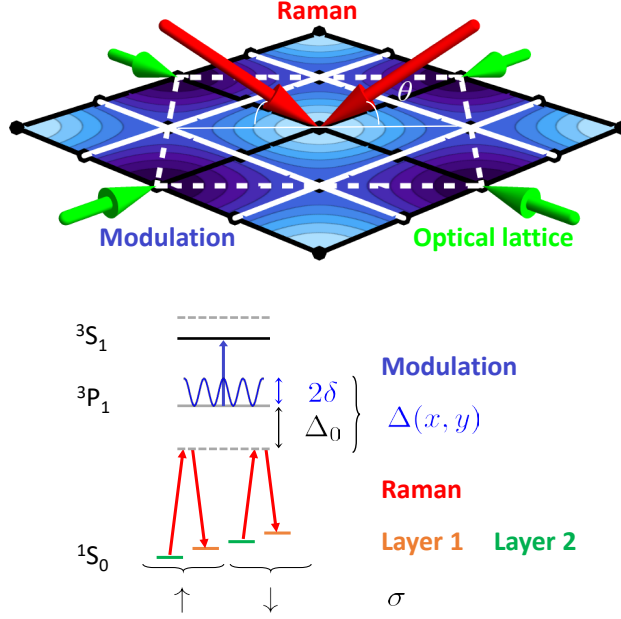 Raman
θ
Modulation
Optical lattice
³S₁
³P₁
2δ
Δ₀
Modulation
Δ(x, y)
Raman
Layer 1
Layer 2
¹S₀
↑
↓
σ